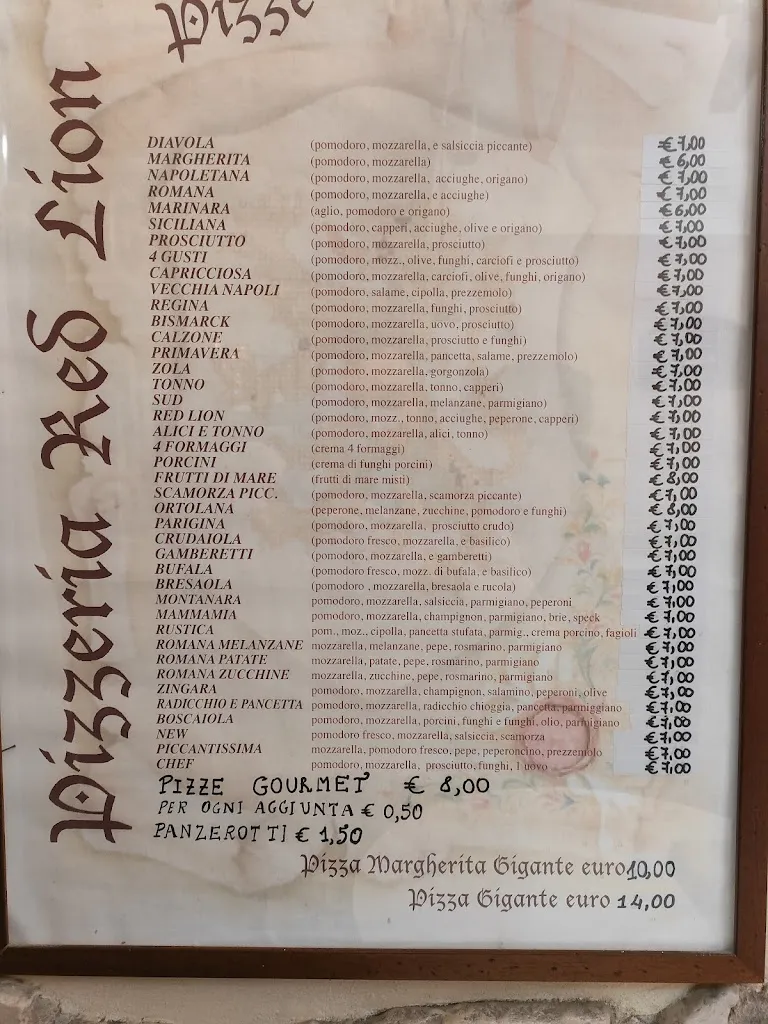 Pizze
Pizzeria Red Lion
DIAVOLA (pomodoro, mozzarella, e salsiccia piccante) € 7,00
MARGHERITA (pomodoro, mozzarella) € 6,00
NAPOLETANA (pomodoro, mozzarella, acciughe, origano) € 7,00
ROMANA (pomodoro, mozzarella, e acciughe) € 7,00
MARINARA (aglio, pomodoro e origano) € 6,00
SICILIANA (pomodoro, capperi, acciughe, olive e origano) € 7,00
PROSCIUTTO (pomodoro, mozzarella, prosciutto) € 7,00
4 GUSTI (pomodoro, mozz., olive, funghi, carciofi e prosciutto) € 7,00
CAPRICCIOSA (pomodoro, mozzarella, carciofi, olive, funghi, origano) € 7,00
VECCHIA NAPOLI (pomodoro, salame, cipolla, prezzemolo) € 7,00
REGINA (pomodoro, mozzarella, funghi, prosciutto) € 7,00
BISMARCK (pomodoro, mozzarella, uovo, prosciutto) € 7,00
CALZONE (pomodoro, mozzarella, prosciutto e funghi) € 7,00
PRIMAVERA (pomodoro, mozzarella, pancetta, salame, prezzemolo) € 7,00
ZOLA (pomodoro, mozzarella, gorgonzola) € 7,00
TONNO (pomodoro, mozzarella, tonno, capperi) € 7,00
SUD (pomodoro, mozzarella, melanzane, parmigiano) € 7,00
RED LION (pomodoro, mozz., tonno, acciughe, peperone, capperi) € 7,00
ALICI E TONNO (pomodoro, mozzarella, alici, tonno) € 7,00
4 FORMAGGI (crema 4 formaggi) € 7,00
PORCINI (crema di funghi porcini) € 7,00
FRUTTI DI MARE (frutti di mare misti) € 8,00
SCAMORZA PICC. (pomodoro, mozzarella, scamorza piccante) € 7,00
ORTOLANA (peperone, melanzane, zucchine, pomodoro e funghi) € 8,00
PARIGINA (pomodoro, mozzarella, prosciutto crudo) € 7,00
CRUDAIOLA (pomodoro fresco, mozzarella, e basilico) € 7,00
GAMBERETTI (pomodoro, mozzarella, e gamberetti) € 7,00
BUFALA (pomodoro fresco, mozz. di bufala, e basilico) € 7,00
BRESAOLA (pomodoro , mozzarella, bresaola e rucola) € 7,00
MONTANARA pomodoro, mozzarella, salsiccia, parmigiano, peperoni € 7,00
MAMMAMIA pomodoro, mozzarella, champignon, parmigiano, brie, speck € 7,00
RUSTICA pom., moz., cipolla, pancetta stufata, parmig., crema porcino, fagioli € 7,00
ROMANA MELANZANE mozzarella, melanzane, pepe, rosmarino, parmigiano € 7,00
ROMANA PATATE mozzarella, patate, pepe, rosmarino, parmigiano € 7,00
ROMANA ZUCCHINE mozzarella, zucchine, pepe, rosmarino, parmigiano € 7,00
ZINGARA pomodoro, mozzarella, champignon, salamino, peperoni, olive € 7,00
RADICCHIO E PANCETTA pomodoro, mozzarella, radicchio chioggia, pancetta, parmiggiano € 7,00
BOSCAIOLA pomodoro, mozzarella, porcini, funghi e funghi, olio, parmigiano € 7,00
NEW pomodoro fresco, mozzarella, salsiccia, scamorza € 7,00
PICCANTISSIMA mozzarella, pomodoro fresco, pepe, peperoncino, prezzemolo € 7,00
CHEF pomodoro, mozzarella, prosciutto, funghi, 1 uovo € 7,00
PIZZE GOURMET € 8,00
PER OGNI AGGIUNTA € 0,50
PANZEROTTI € 1,50
Pizza Margherita Gigante euro 10,00
Pizza Gigante euro 14,00